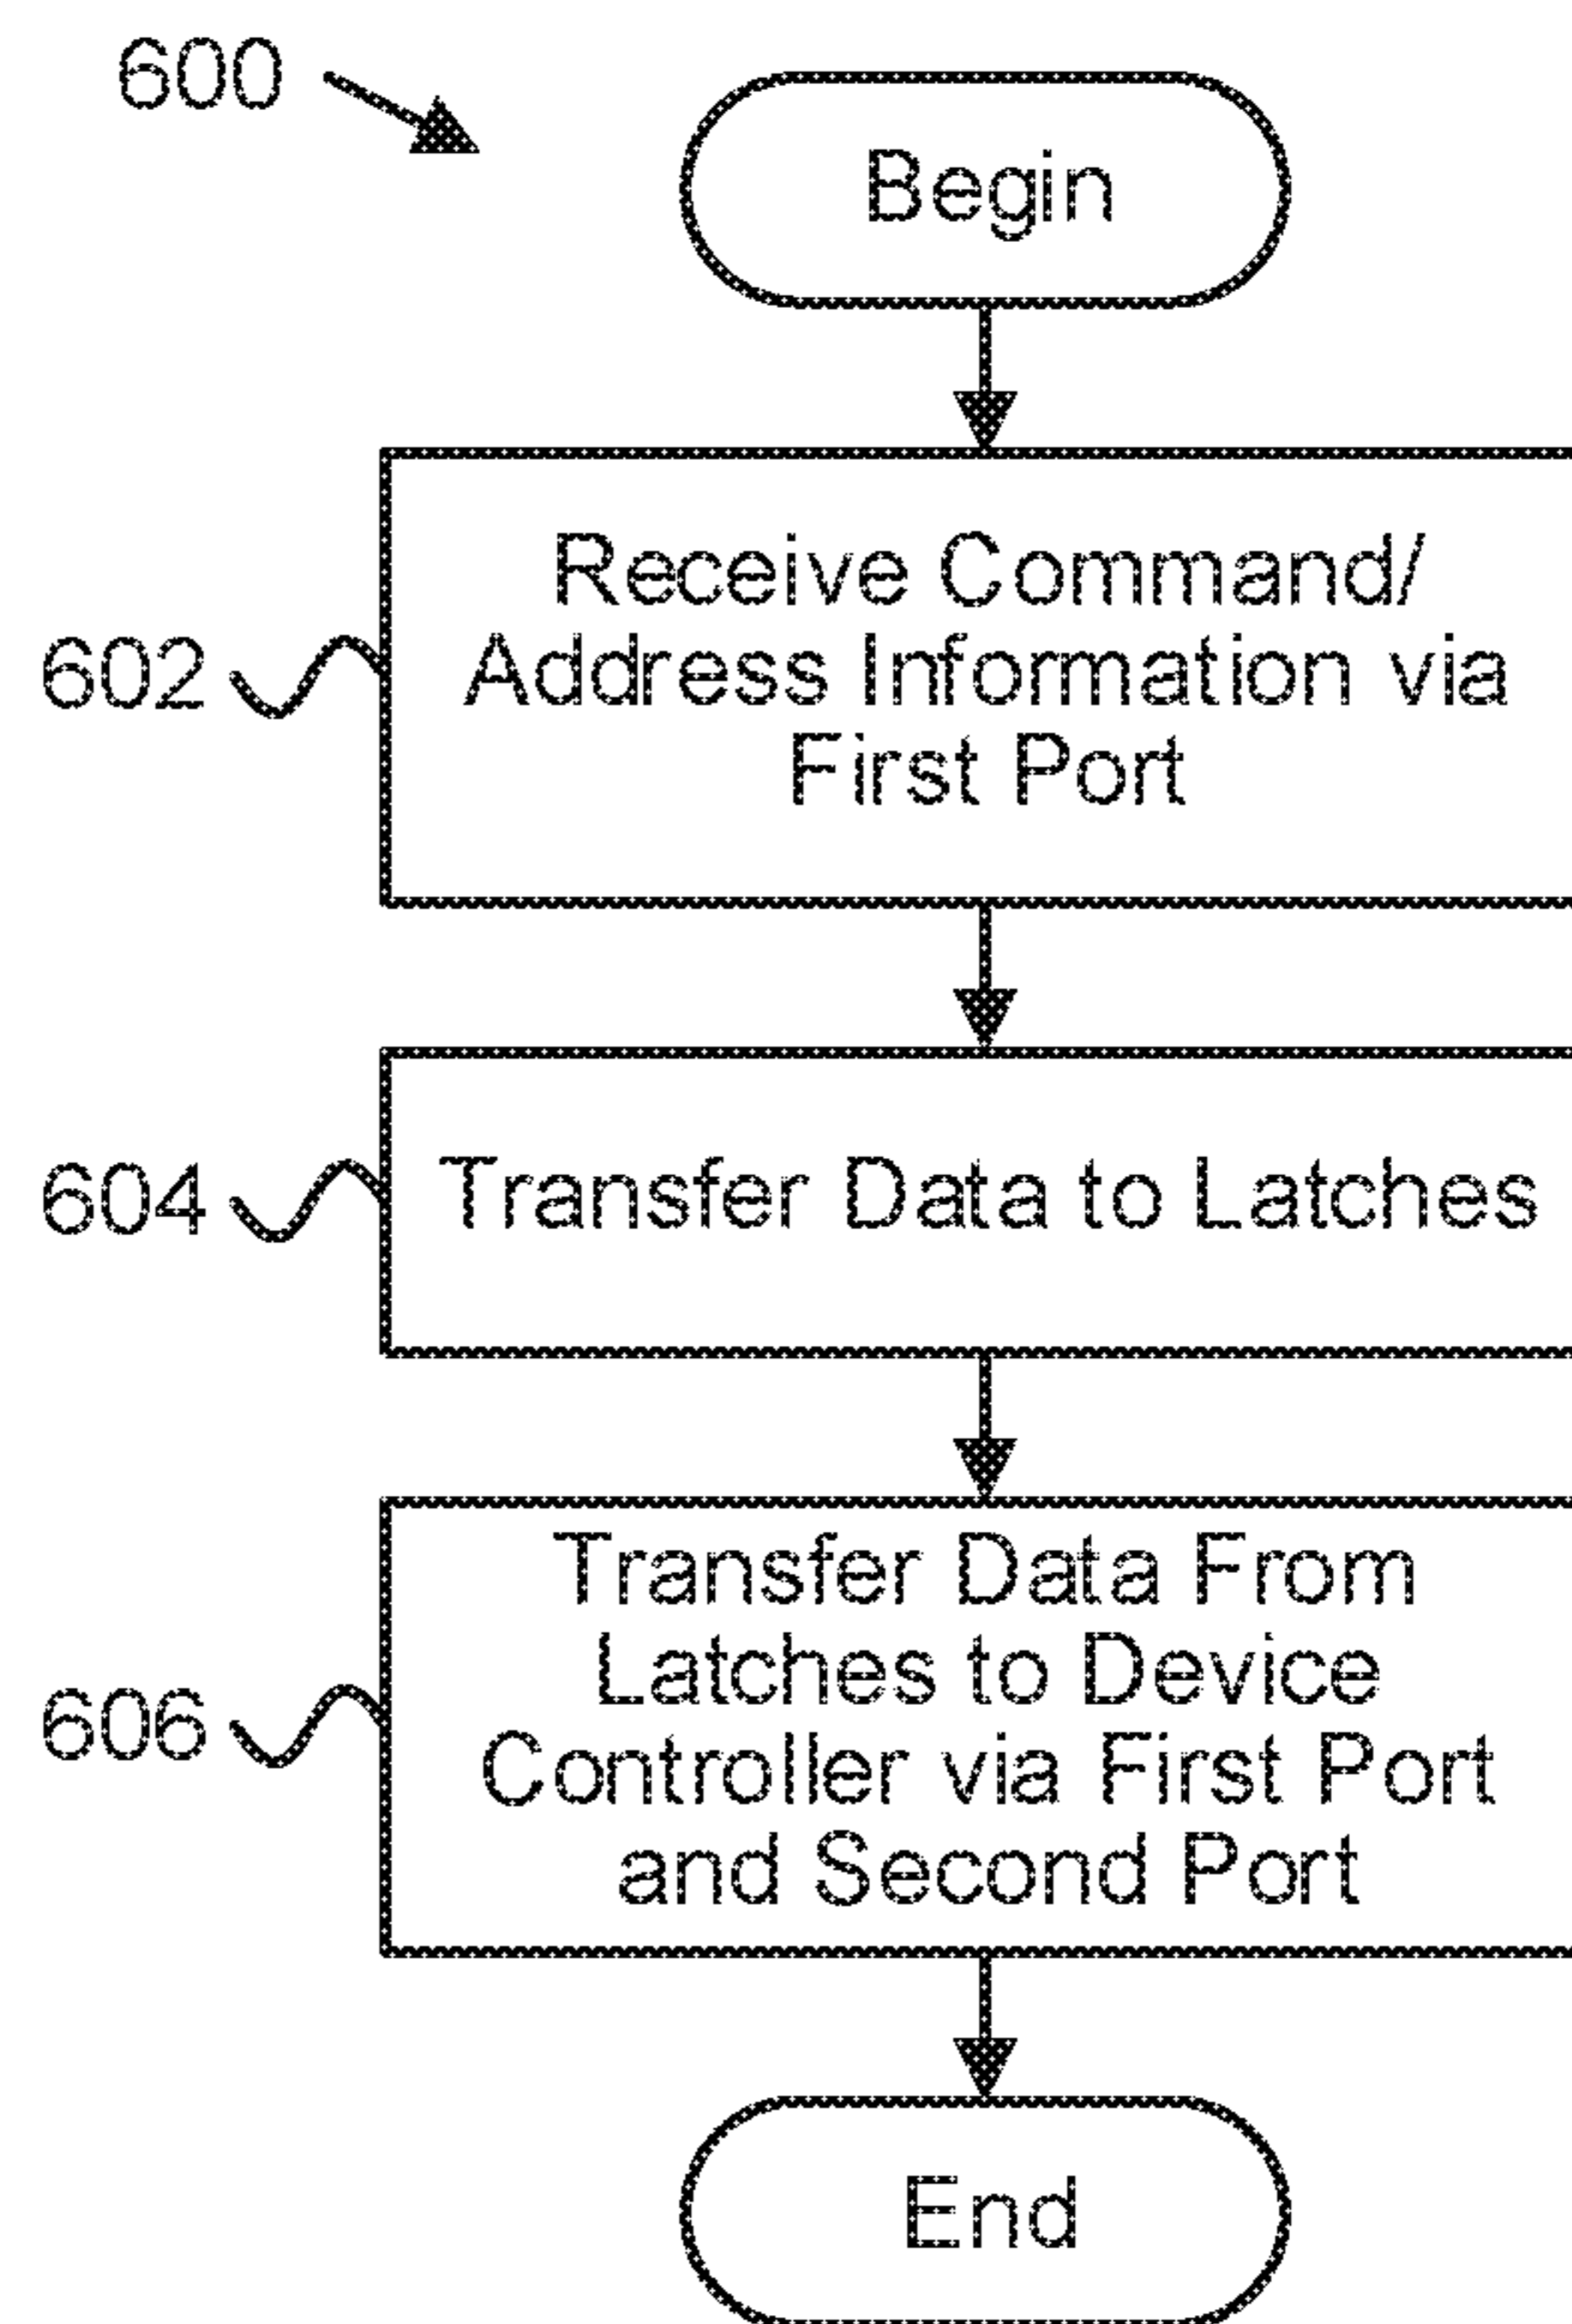 600
Begin
602
Receive Command/
Address Information via
First Port
604
Transfer Data to Latches
606
Transfer Data From
Latches to Device
Controller via First Port
and Second Port
End